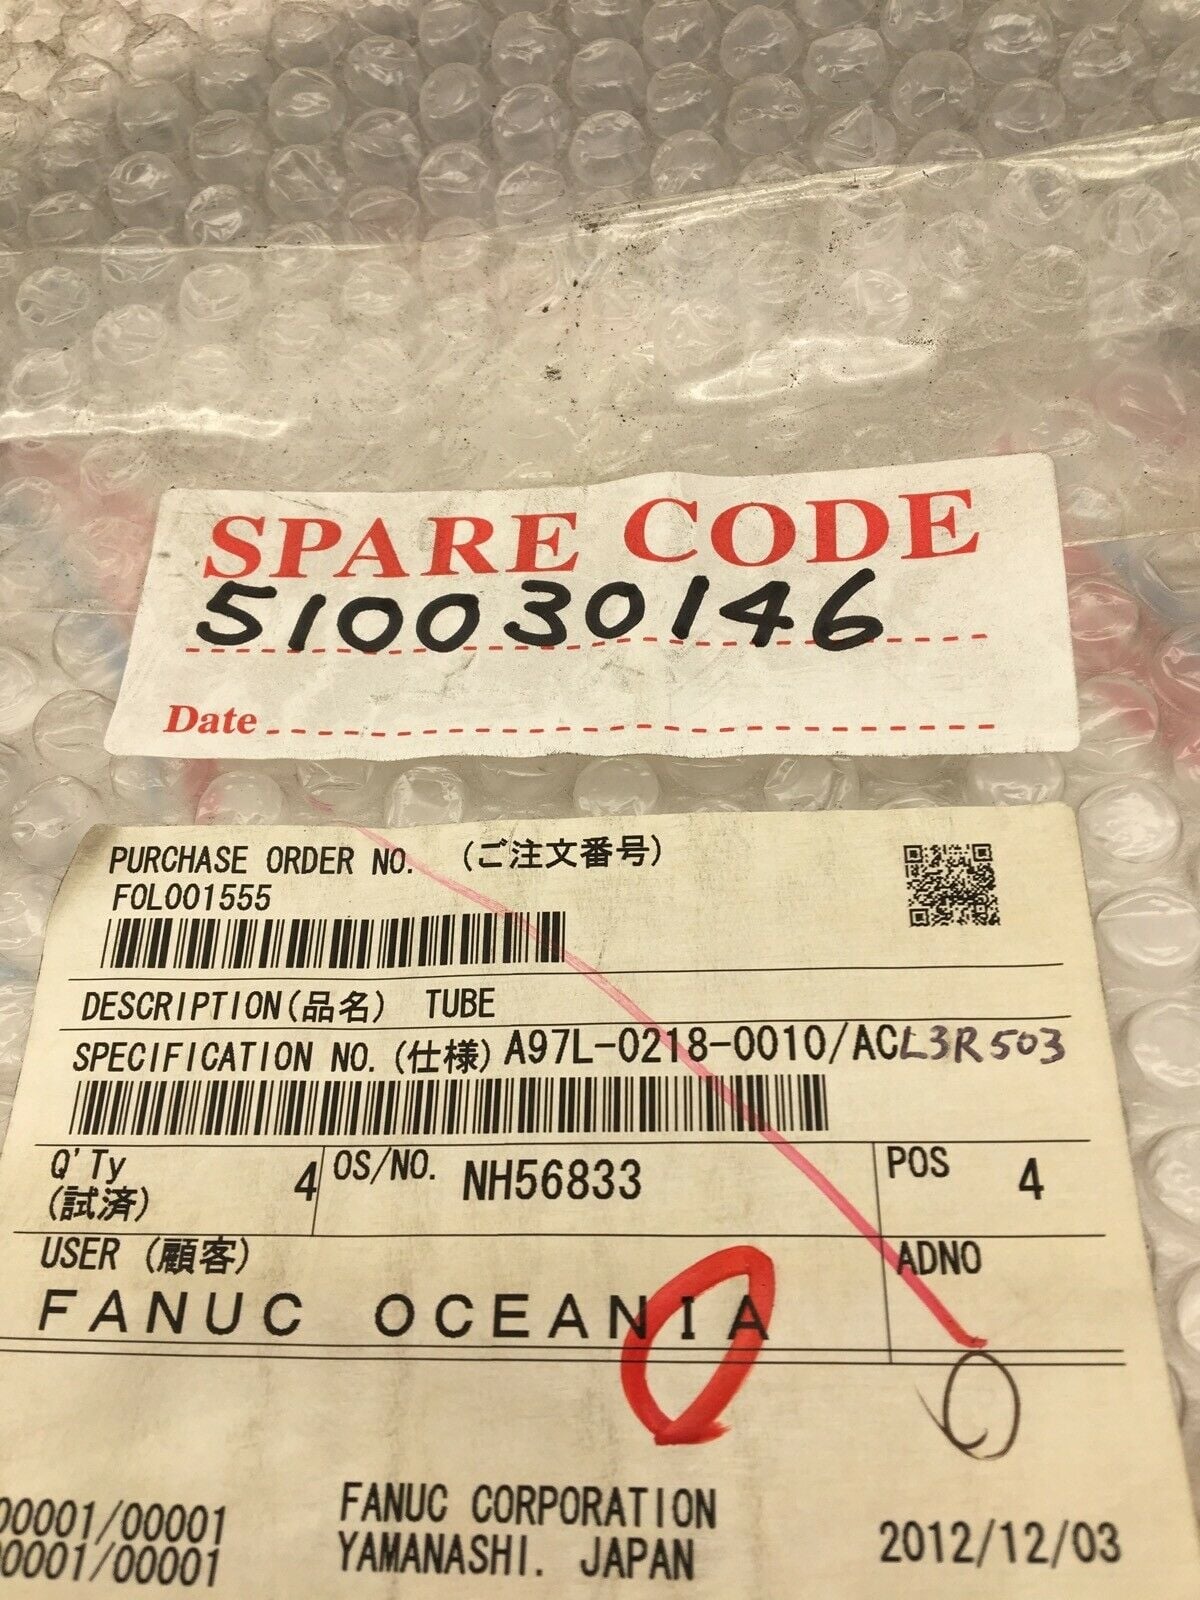 SPARE CODE
510030146
Date
PURCHASE ORDER NO. (ご注文番号)
FOL001555
DESCRIPTION(品名) TUBE
SPECIFICATION NO.(仕様) A97L-0218-0010/ACL3R503
Q'Ty 4 OS/NO. NH56833 POS 4
(試済)
USER (顧客) ADNO
FANUC OCEANIA
00001/00001 FANUC CORPORATION
00001/00001 YAMANASHI. JAPAN 2012/12/03